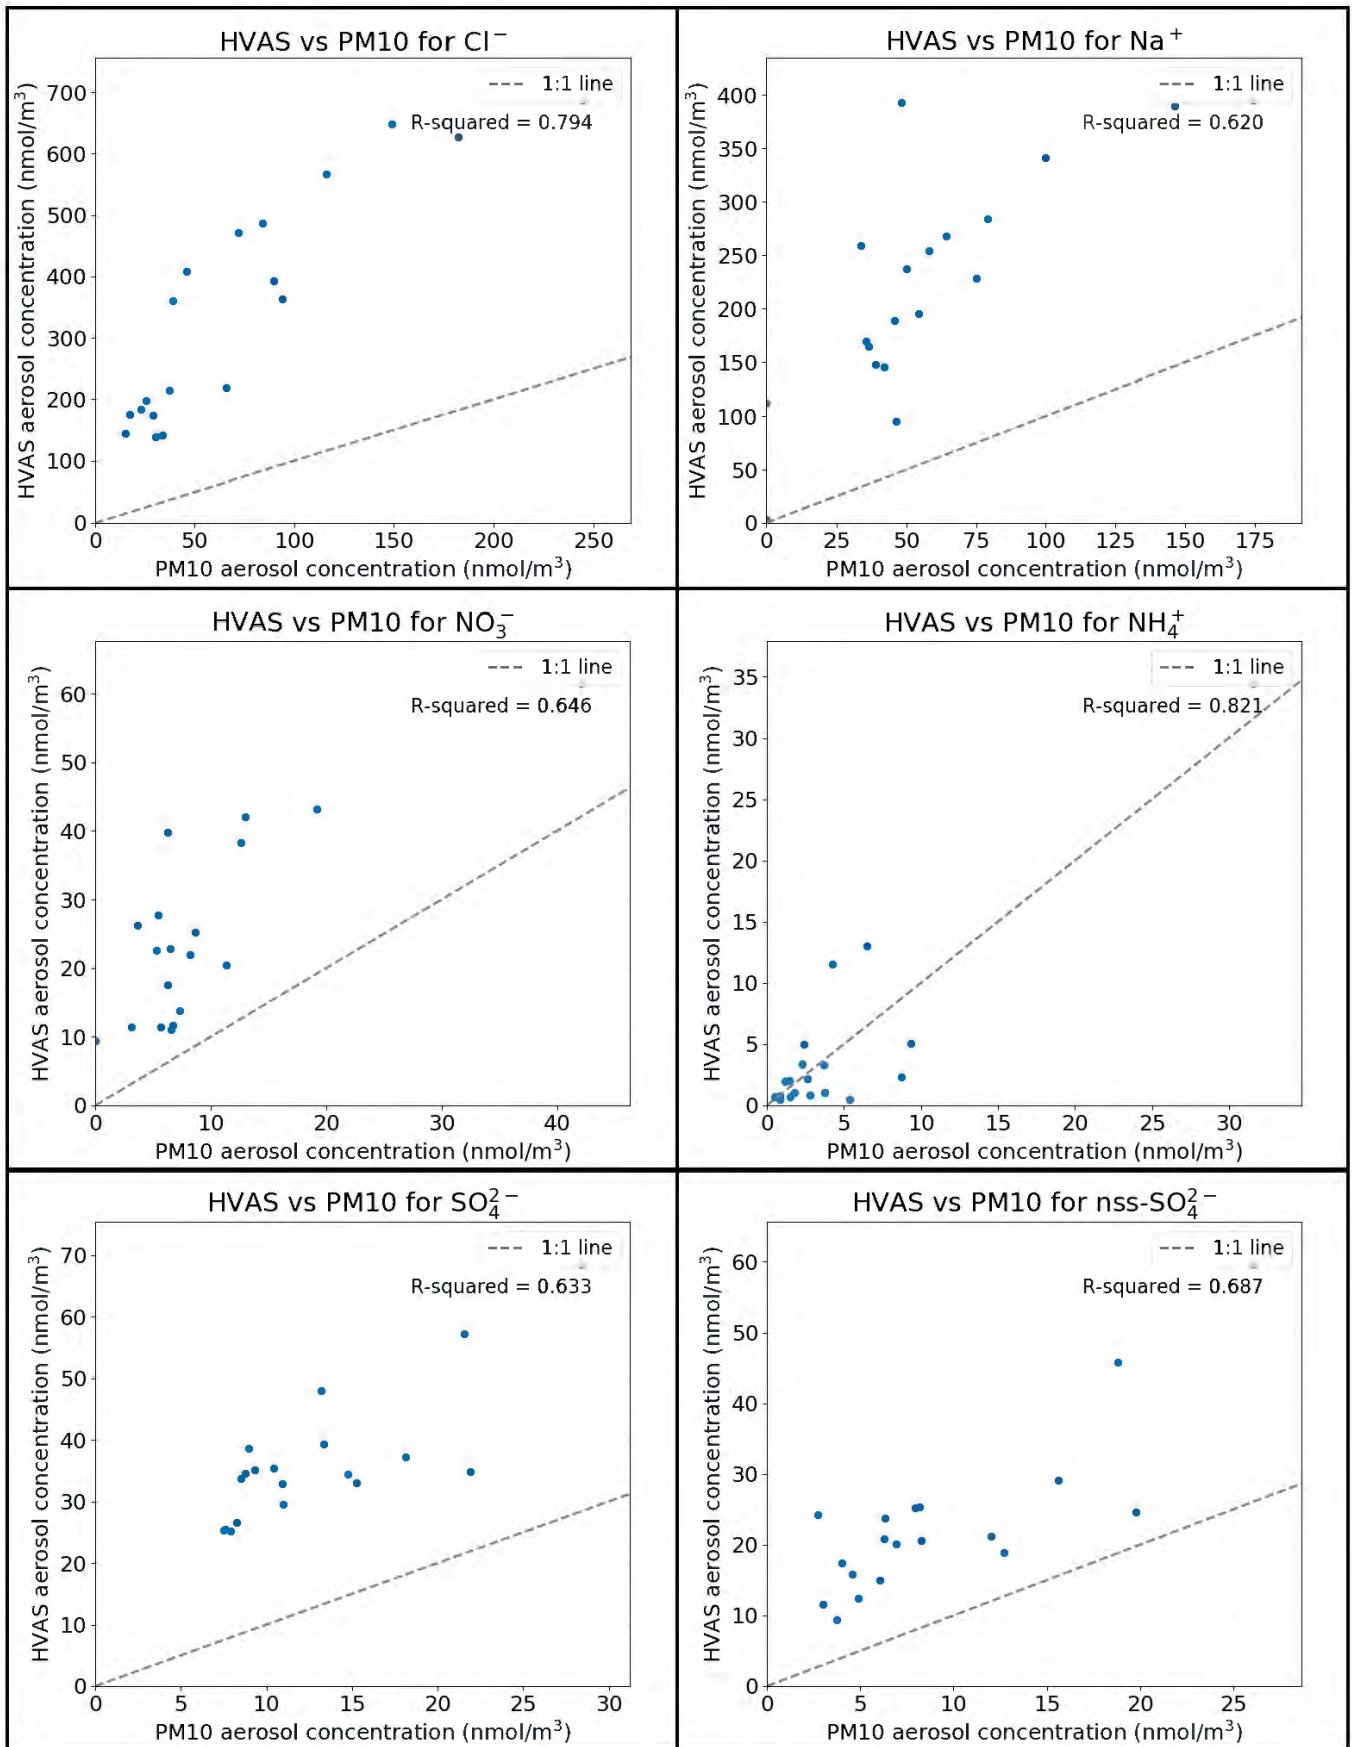 HVAS vs PM10 for Cl⁻
HVAS aerosol concentration (nmol/m³)
700
600
500
400
300
200
100
0
1:1 line
R-squared = 0.794
0 50 100 150 200 250
PM10 aerosol concentration (nmol/m³)
HVAS vs PM10 for Na⁺
HVAS aerosol concentration (nmol/m³)
400
350
300
250
200
150
100
50
0
1:1 line
R-squared = 0.620
0 25 50 75 100 125 150 175
PM10 aerosol concentration (nmol/m³)
HVAS vs PM10 for NO₃⁻
HVAS aerosol concentration (nmol/m³)
60
50
40
30
20
10
0
1:1 line
R-squared = 0.646
0 10 20 30 40
PM10 aerosol concentration (nmol/m³)
HVAS vs PM10 for NH₄⁺
HVAS aerosol concentration (nmol/m³)
35
30
25
20
15
10
5
0
1:1 line
R-squared = 0.821
0 5 10 15 20 25 30
PM10 aerosol concentration (nmol/m³)
HVAS vs PM10 for SO₄²⁻
HVAS aerosol concentration (nmol/m³)
70
60
50
40
30
20
10
0
1:1 line
R-squared = 0.633
0 5 10 15 20 25 30
PM10 aerosol concentration (nmol/m³)
HVAS vs PM10 for nss-SO₄²⁻
HVAS aerosol concentration (nmol/m³)
60
50
40
30
20
10
0
1:1 line
R-squared = 0.687
0 5 10 15 20 25
PM10 aerosol concentration (nmol/m³)